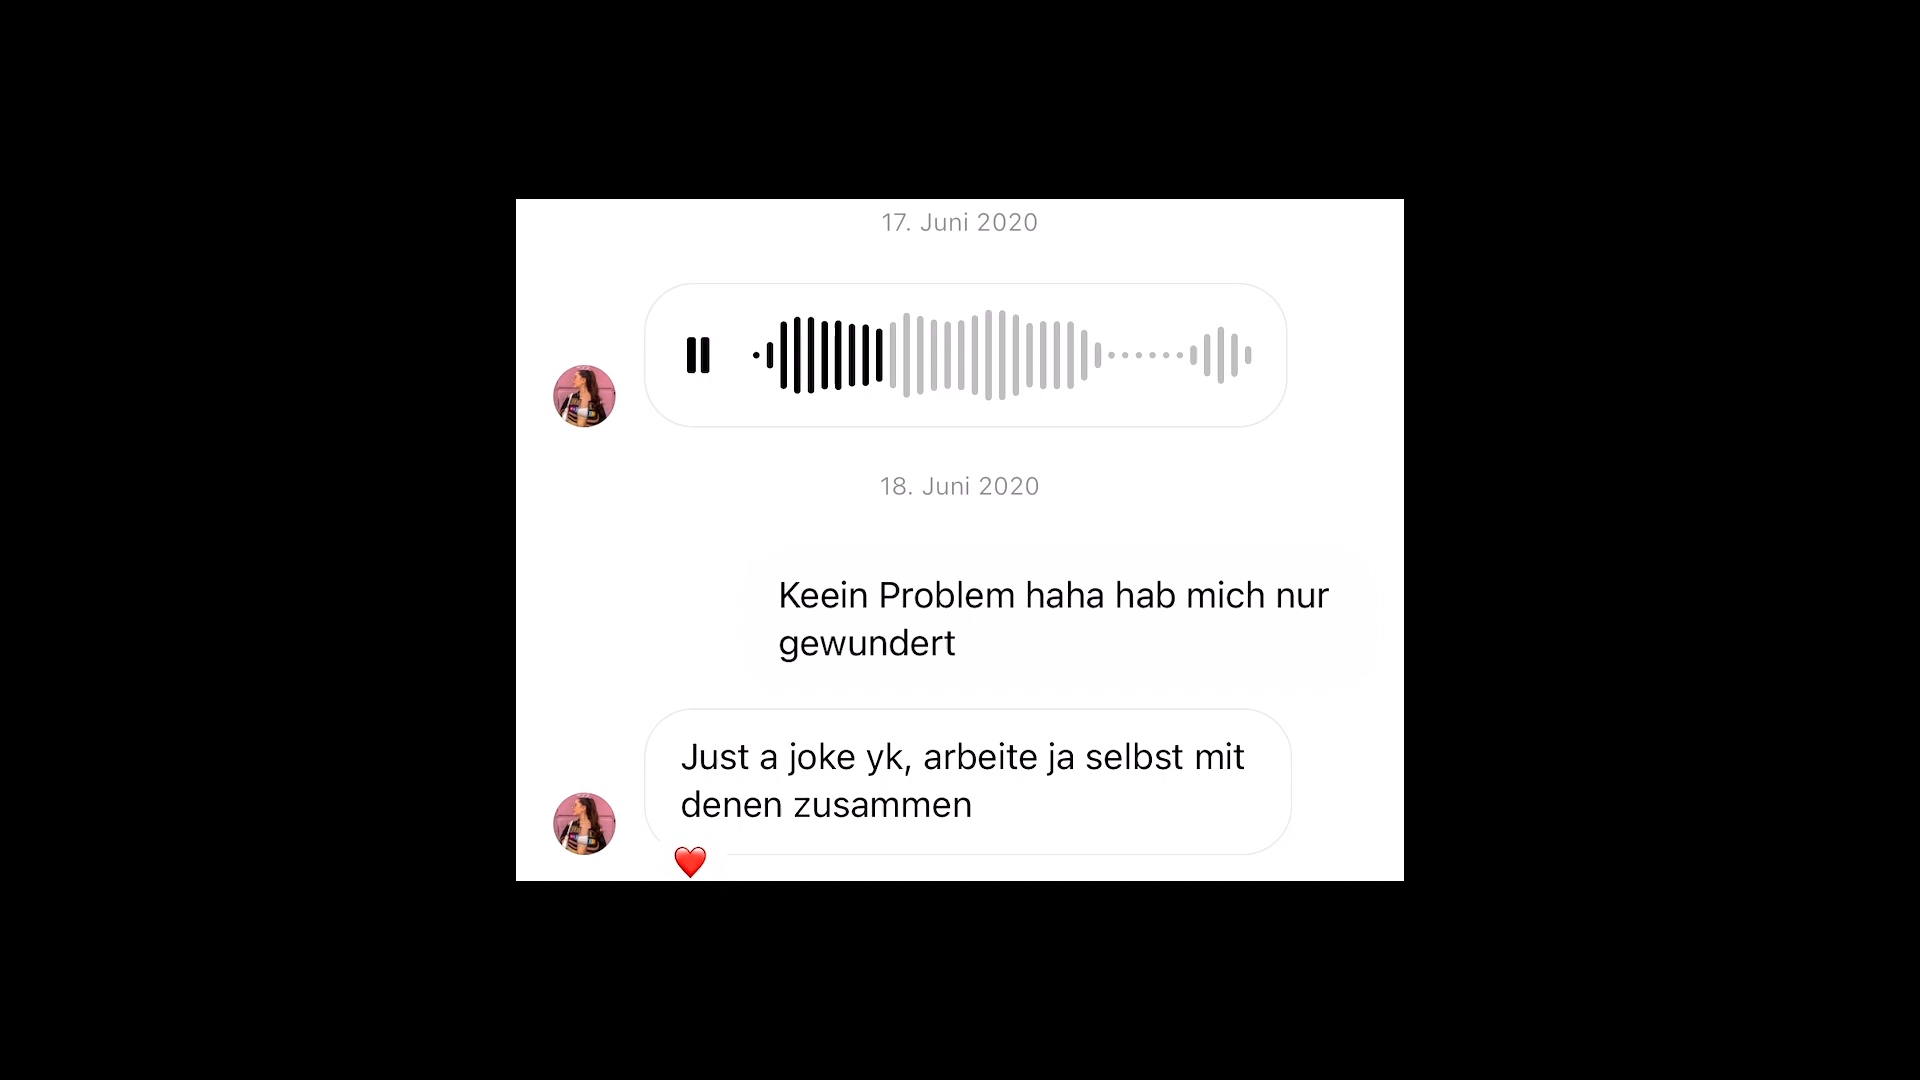 17. Juni 2020
18. Juni 2020
Keein Problem haha hab mich nur
gewundert
Just a joke yk, arbeite ja selbst mit
denen zusammen